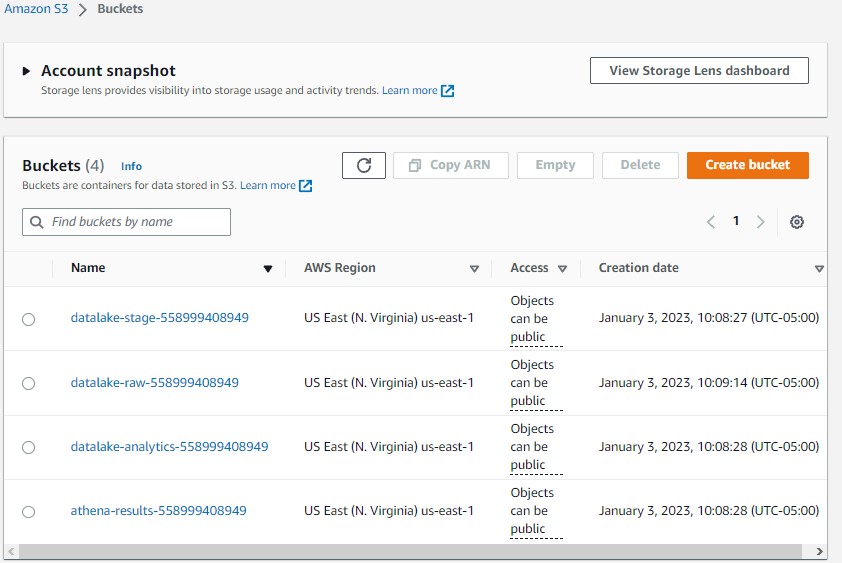 Amazon S3 > Buckets
Account snapshot
View Storage Lens dashboard
Storage lens provides visibility into storage usage and activity trends. Learn more
Buckets (4) Info
Copy ARN
Empty
Delete
Create bucket
Buckets are containers for data stored in S3. Learn more
Find buckets by name
1
Name AWS Region Access Creation date
datalake-stage-558999408949 US East (N. Virginia) us-east-1
Objects
can be
public
January 3, 2023, 10:08:27 (UTC-05:00)
datalake-raw-558999408949 US East (N. Virginia) us-east-1
Objects
can be
public
January 3, 2023, 10:09:14 (UTC-05:00)
datalake-analytics-558999408949 US East (N. Virginia) us-east-1
Objects
can be
public
January 3, 2023, 10:08:28 (UTC-05:00)
athena-results-558999408949 US East (N. Virginia) us-east-1
Objects
can be
public
January 3, 2023, 10:08:28 (UTC-05:00)